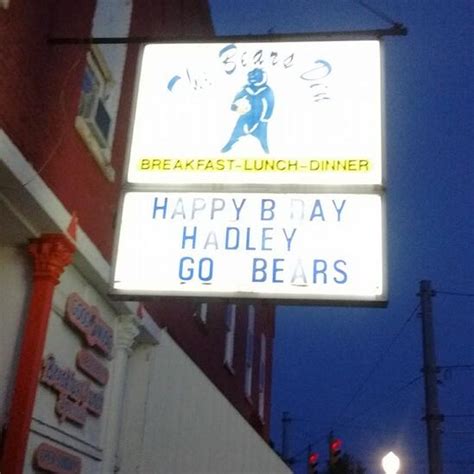 The Bears Den
BREAKFAST-LUNCH-DINNER
HAPPY B DAY
HADLEY
GO BEARS